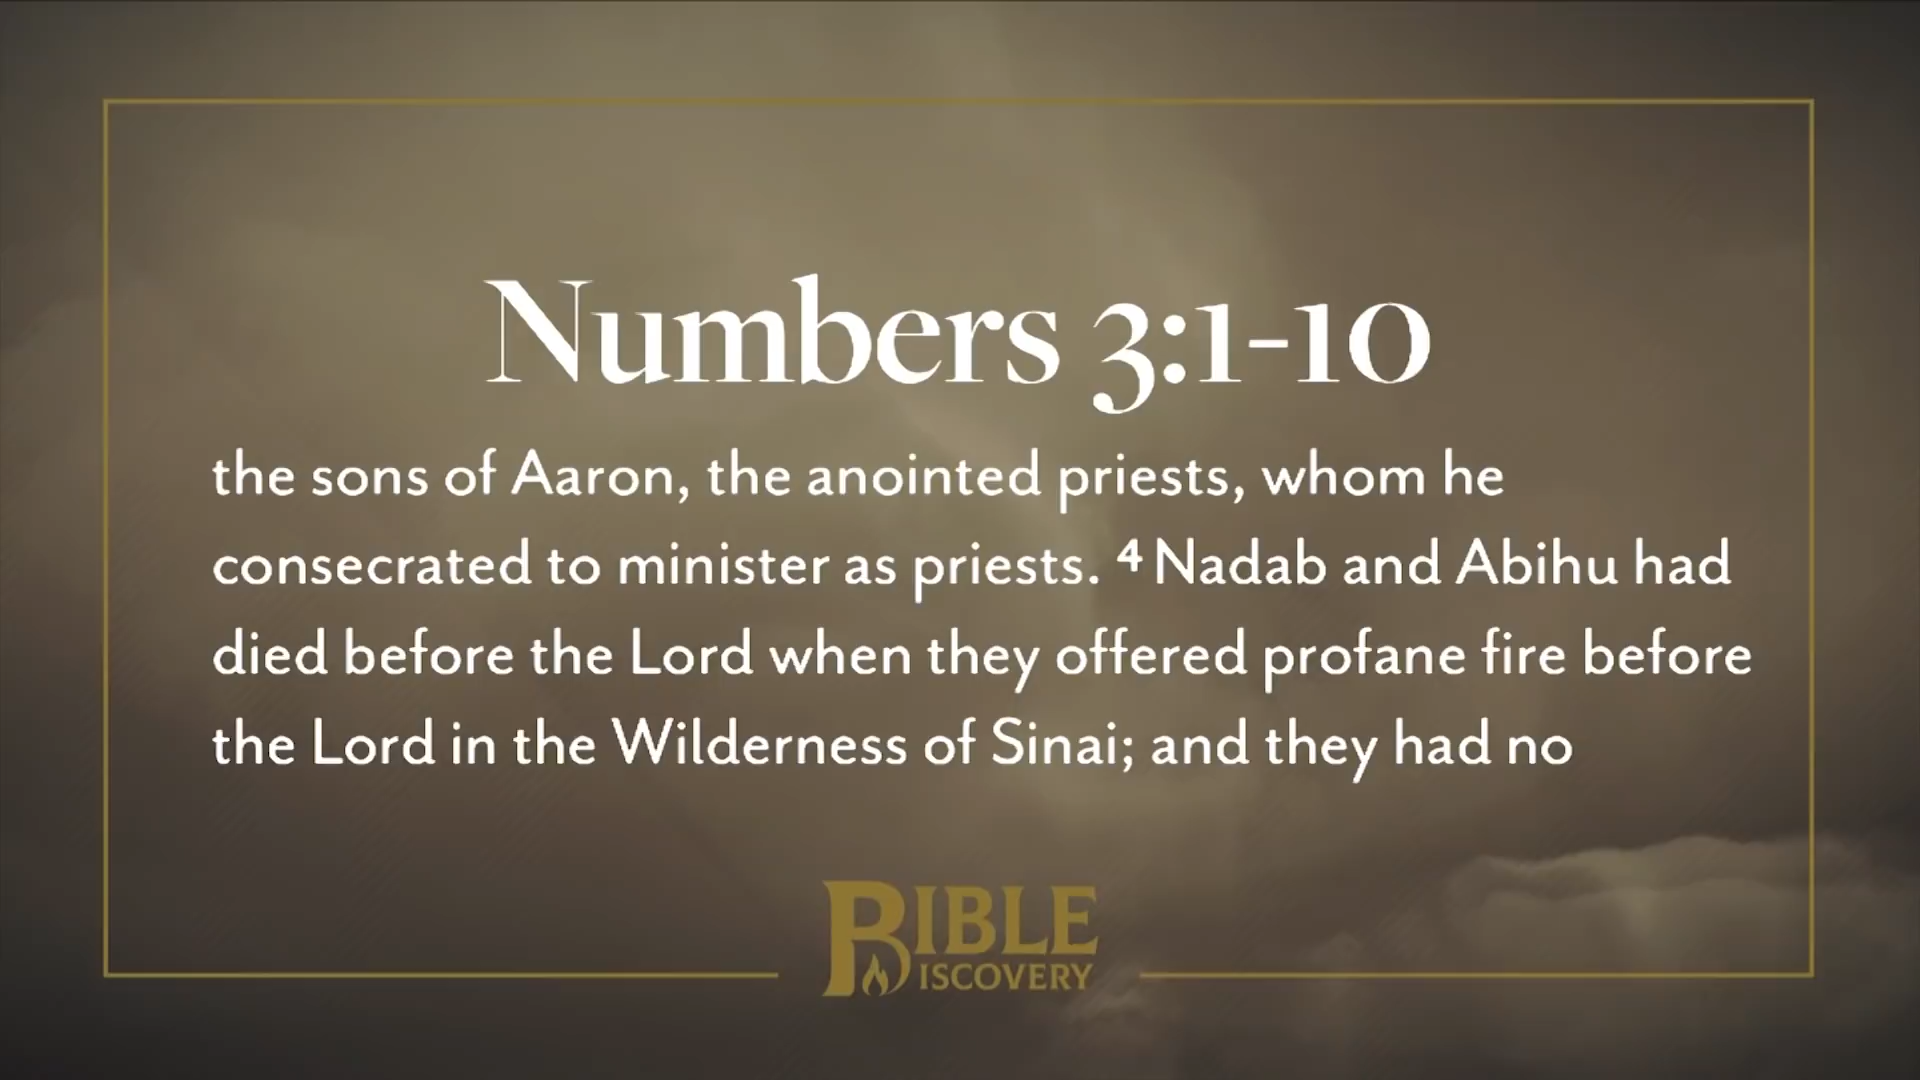 Numbers 3:1-10
the sons of Aaron, the anointed priests, whom he
consecrated to minister as priests. ⁴ Nadab and Abihu had
died before the Lord when they offered profane fire before
the Lord in the Wilderness of Sinai; and they had no
BIBLE
DISCOVERY